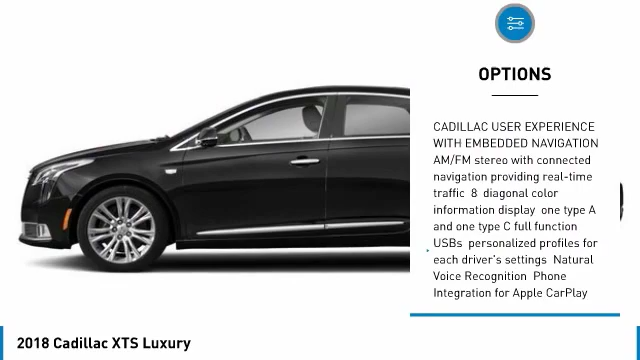 OPTIONS
CADILLAC USER EXPERIENCE
WITH EMBEDDED NAVIGATION
AM/FM stereo with connected
navigation providing real-time
traffic 8 diagonal color
information display one type A
and one type C full function
USBs personalized profiles for
each driver's settings Natural
Voice Recognition Phone
Integration for Apple CarPlay
2018 Cadillac XTS Luxury